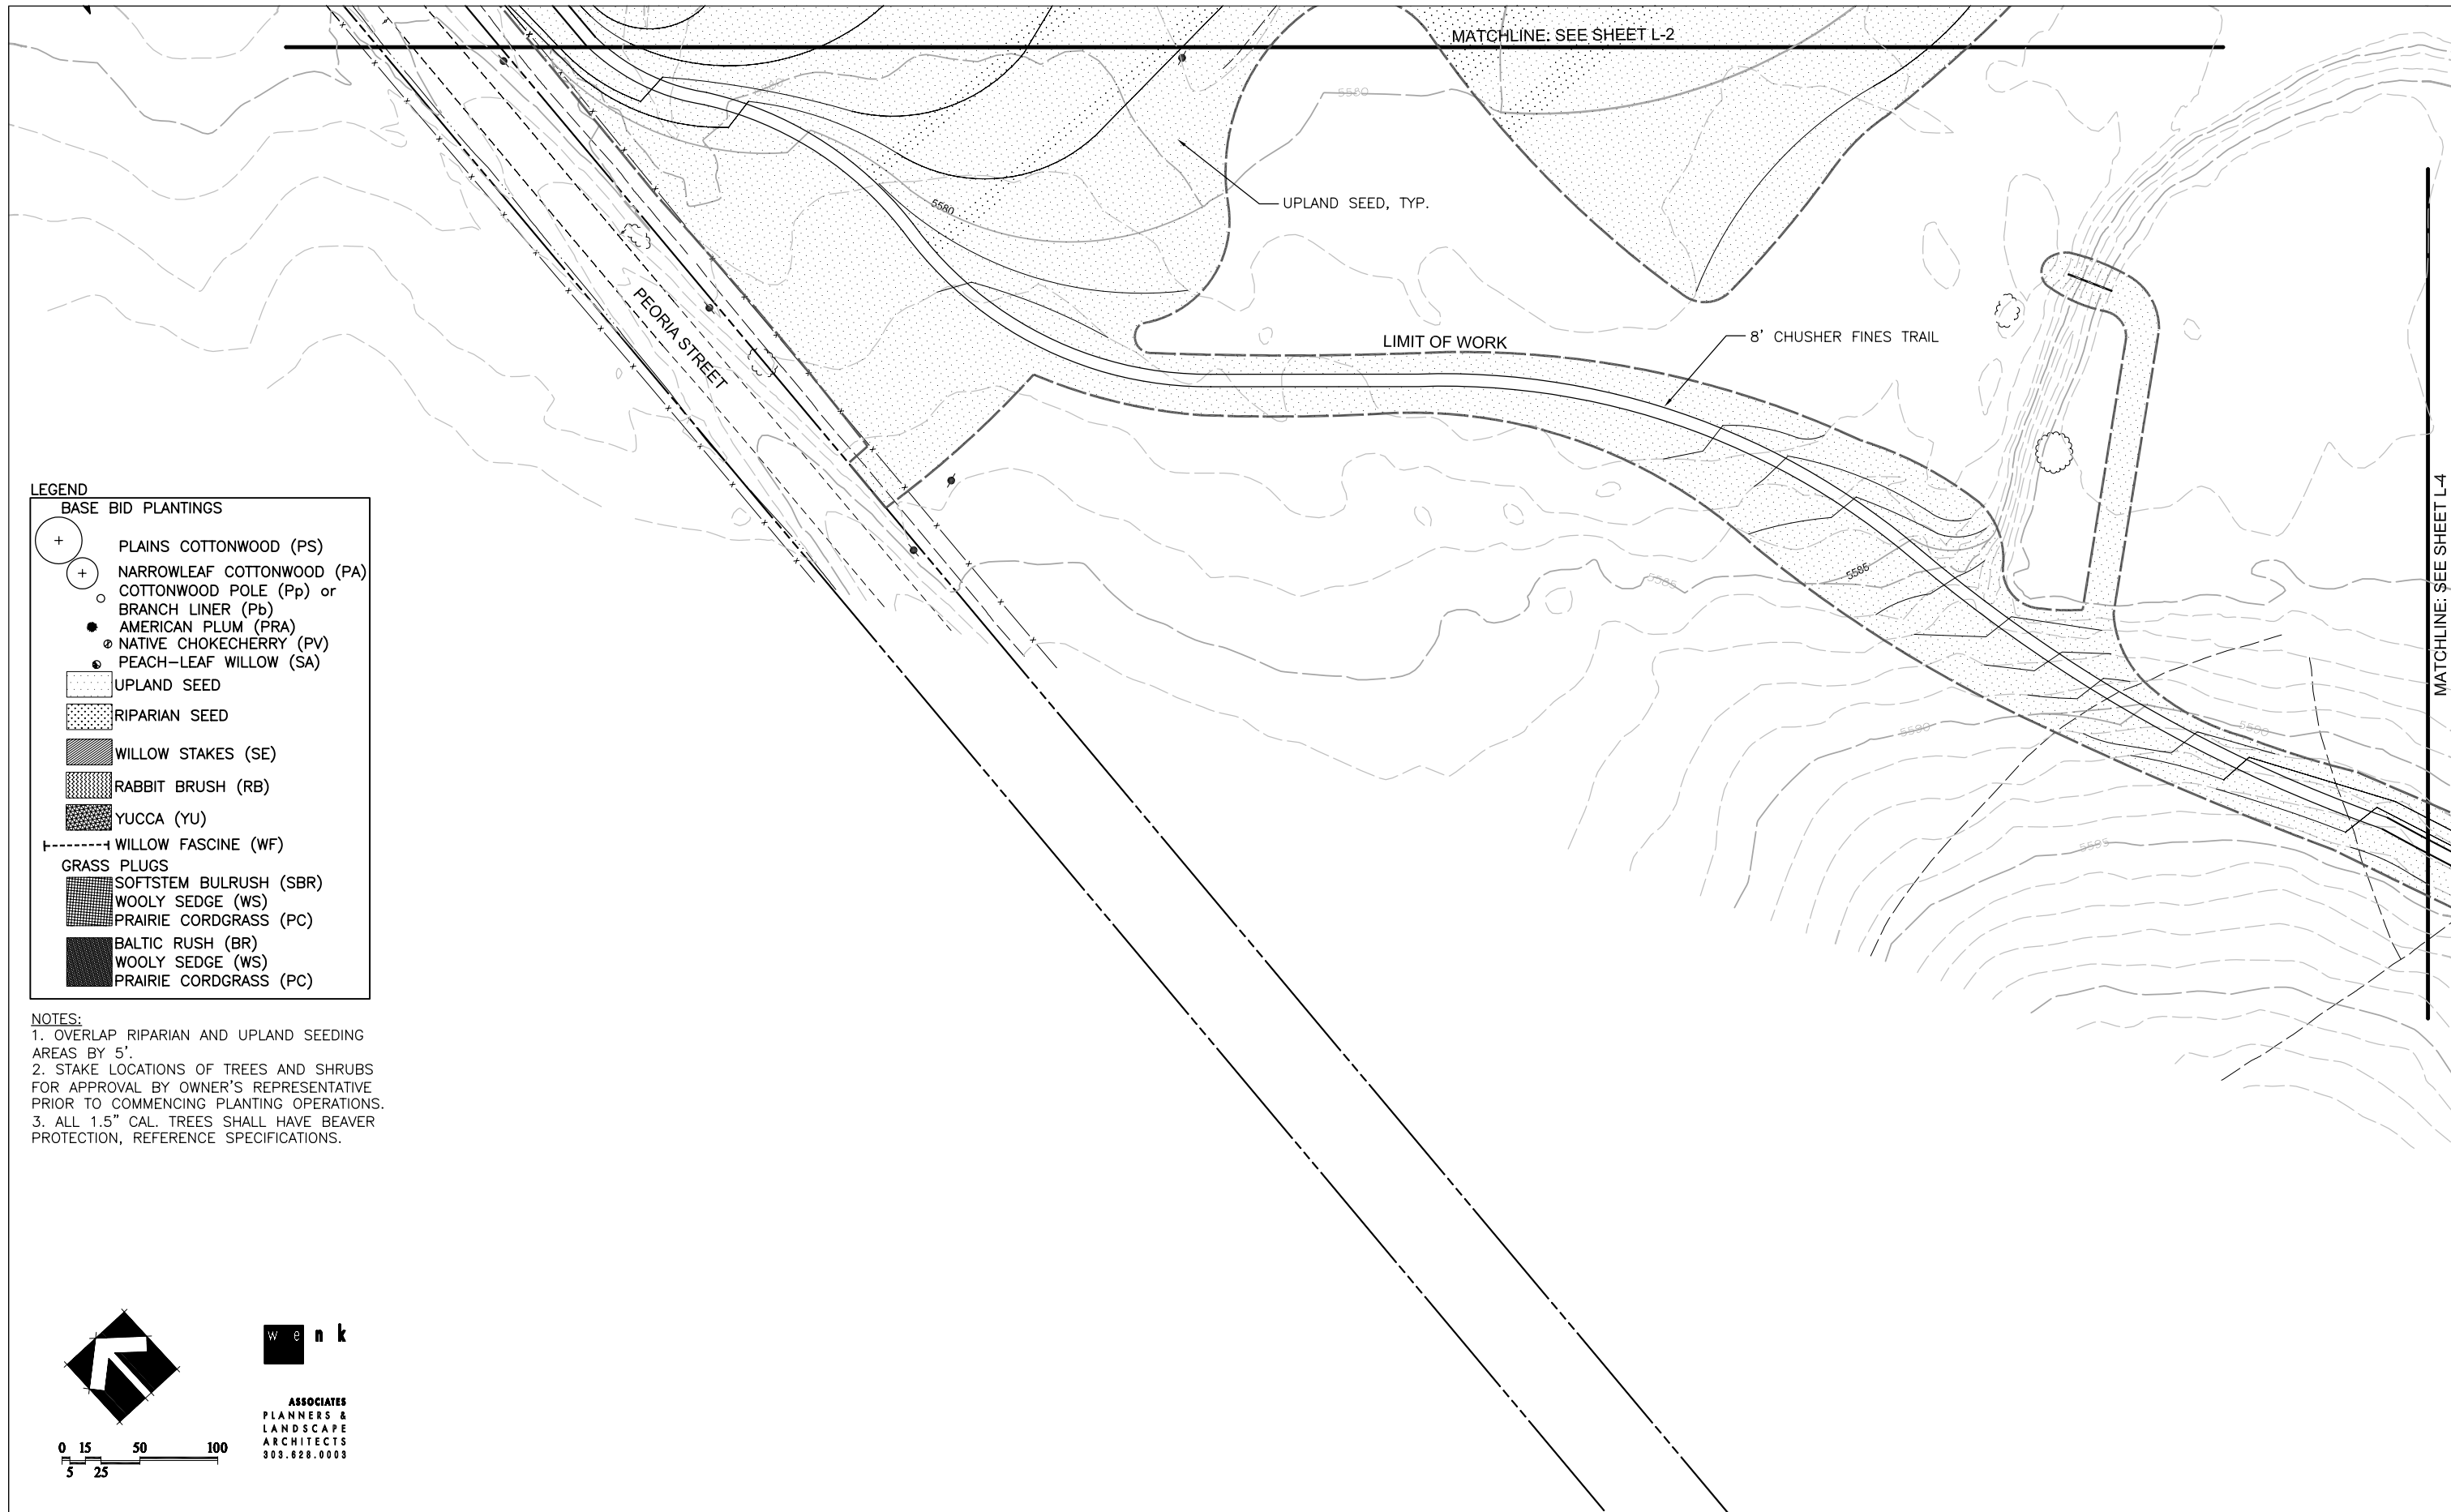 MATCHLINE: SEE SHEET L-2
5580
UPLAND SEED, TYP.
5580
PEORIA STREET
LIMIT OF WORK
8' CHUSHER FINES TRAIL
MATCHLINE: SEE SHEET L-4
5585
5585
5590
5590
5595
LEGEND
BASE BID PLANTINGS
PLAINS COTTONWOOD (PS)
NARROWLEAF COTTONWOOD (PA)
COTTONWOOD POLE (Pp) or
BRANCH LINER (Pb)
AMERICAN PLUM (PRA)
NATIVE CHOKECHERRY (PV)
PEACH-LEAF WILLOW (SA)
UPLAND SEED
RIPARIAN SEED
WILLOW STAKES (SE)
RABBIT BRUSH (RB)
YUCCA (YU)
WILLOW FASCINE (WF)
GRASS PLUGS
SOFTSTEM BULRUSH (SBR)
WOOLY SEDGE (WS)
PRAIRIE CORDGRASS (PC)
BALTIC RUSH (BR)
WOOLY SEDGE (WS)
PRAIRIE CORDGRASS (PC)
NOTES:
1. OVERLAP RIPARIAN AND UPLAND SEEDING
AREAS BY 5'.
2. STAKE LOCATIONS OF TREES AND SHRUBS
FOR APPROVAL BY OWNER'S REPRESENTATIVE
PRIOR TO COMMENCING PLANTING OPERATIONS.
3. ALL 1.5" CAL. TREES SHALL HAVE BEAVER
PROTECTION, REFERENCE SPECIFICATIONS.
wenk
ASSOCIATES
PLANNERS &
LANDSCAPE
ARCHITECTS
303.628.0003
0 15 50 100
5 25